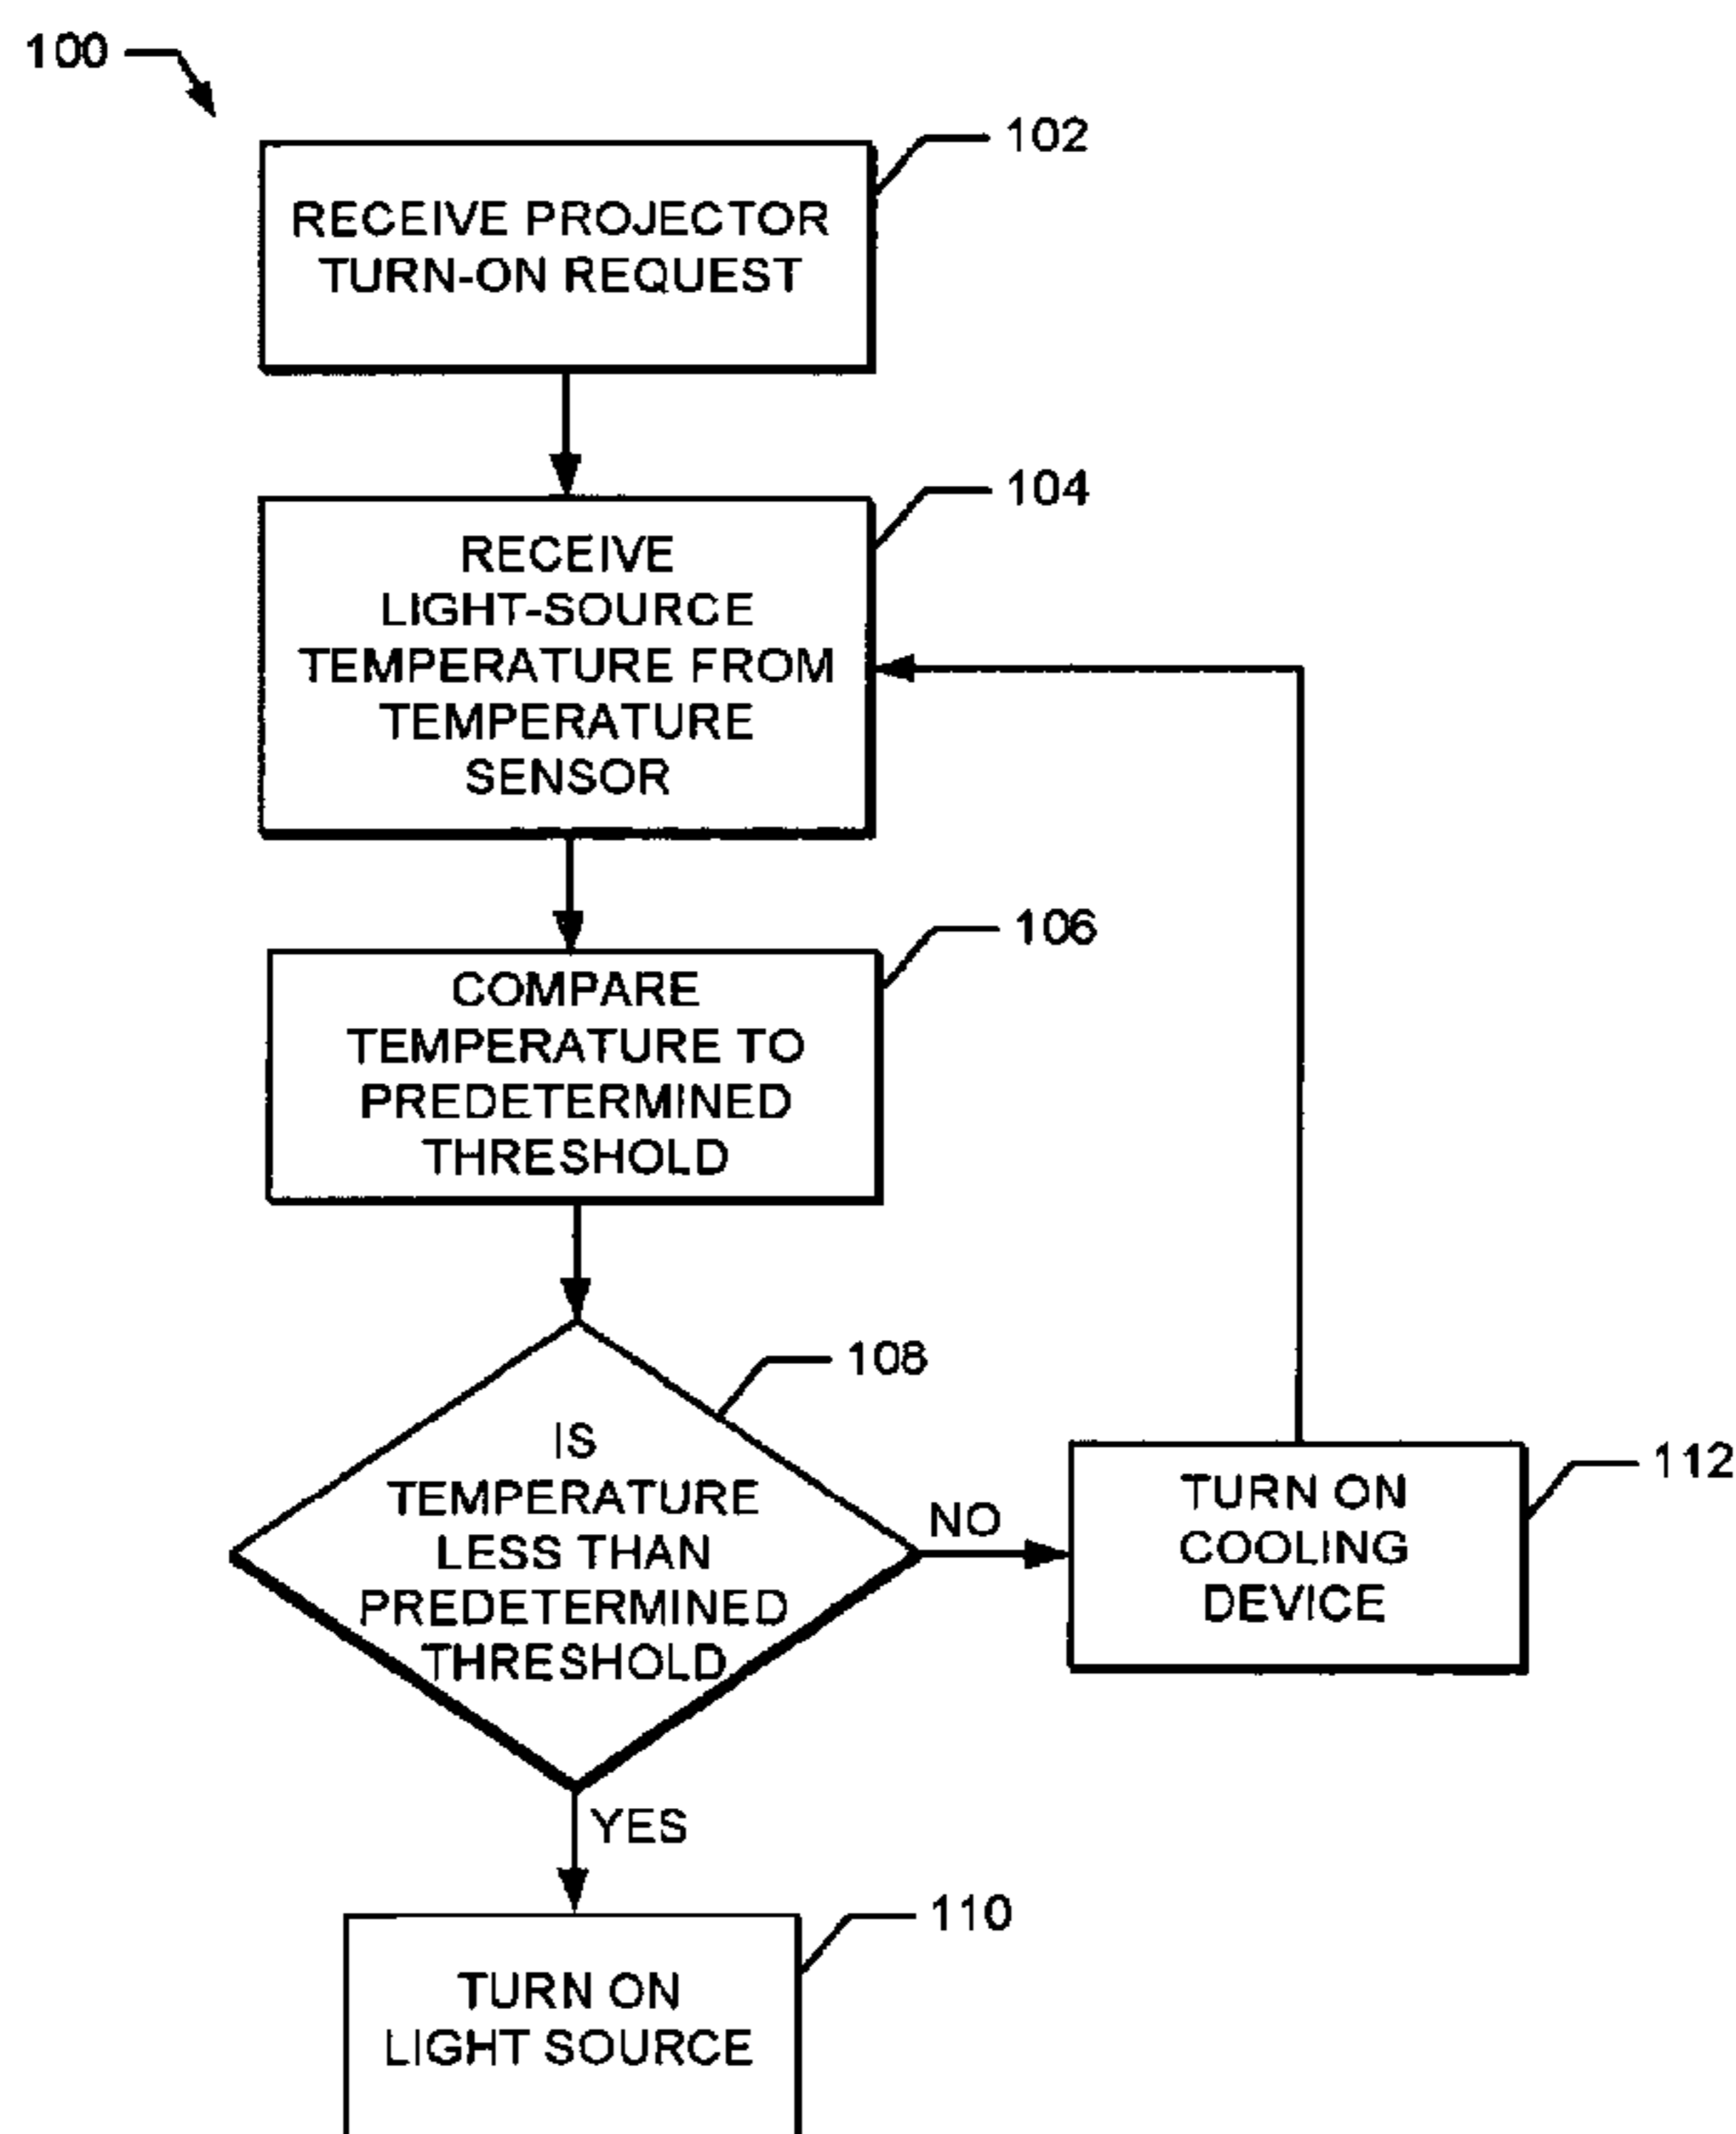 100
102
RECEIVE PROJECTOR
TURN-ON REQUEST
104
RECEIVE
LIGHT-SOURCE
TEMPERATURE FROM
TEMPERATURE
SENSOR
106
COMPARE
TEMPERATURE TO
PREDETERMINED
THRESHOLD
108
IS
TEMPERATURE
LESS THAN
PREDETERMINED
THRESHOLD
NO
112
TURN ON
COOLING
DEVICE
YES
110
TURN ON
LIGHT SOURCE